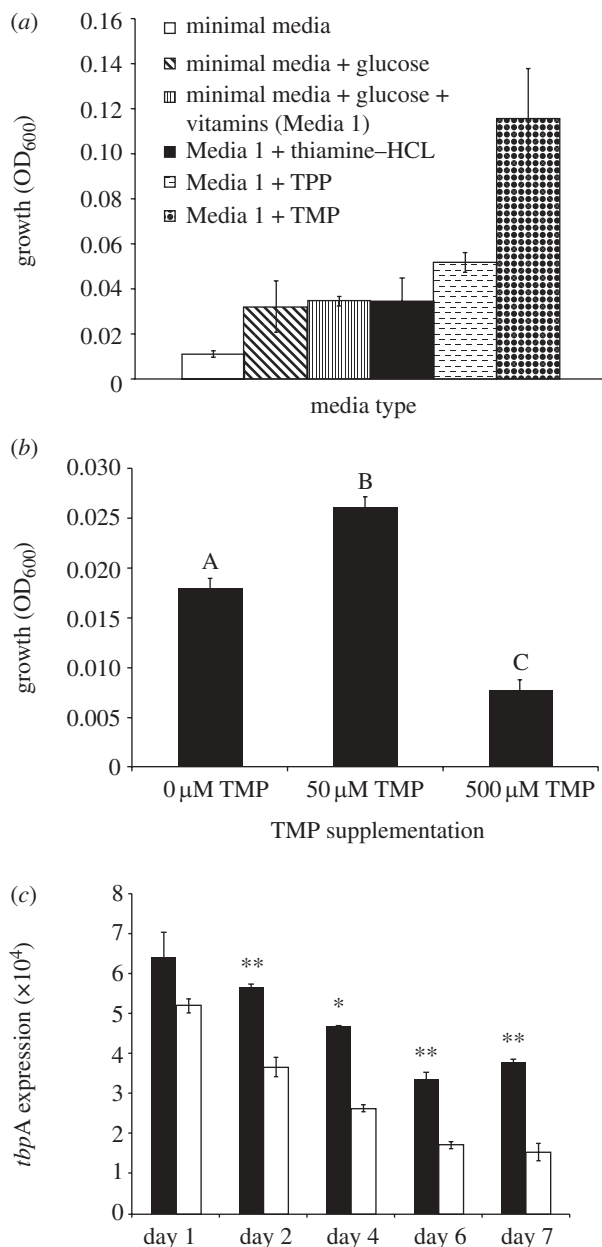 (a)
0.16
0.14
0.12
0.10
0.08
0.06
0.04
0.02
0
growth (OD600)
minimal media
minimal media + glucose
minimal media + glucose +
vitamins (Media 1)
Media 1 + thiamine–HCL
Media 1 + TPP
Media 1 + TMP
media type
(b)
0.030
0.025
0.020
0.015
0.010
0.005
0
growth (OD600)
A
B
C
0 µM TMP
50 µM TMP
500 µM TMP
TMP supplementation
(c)
8
7
6
5
4
3
2
1
0
tbpA expression (×10⁴)
**
*
**
**
day 1
day 2
day 4
day 6
day 7